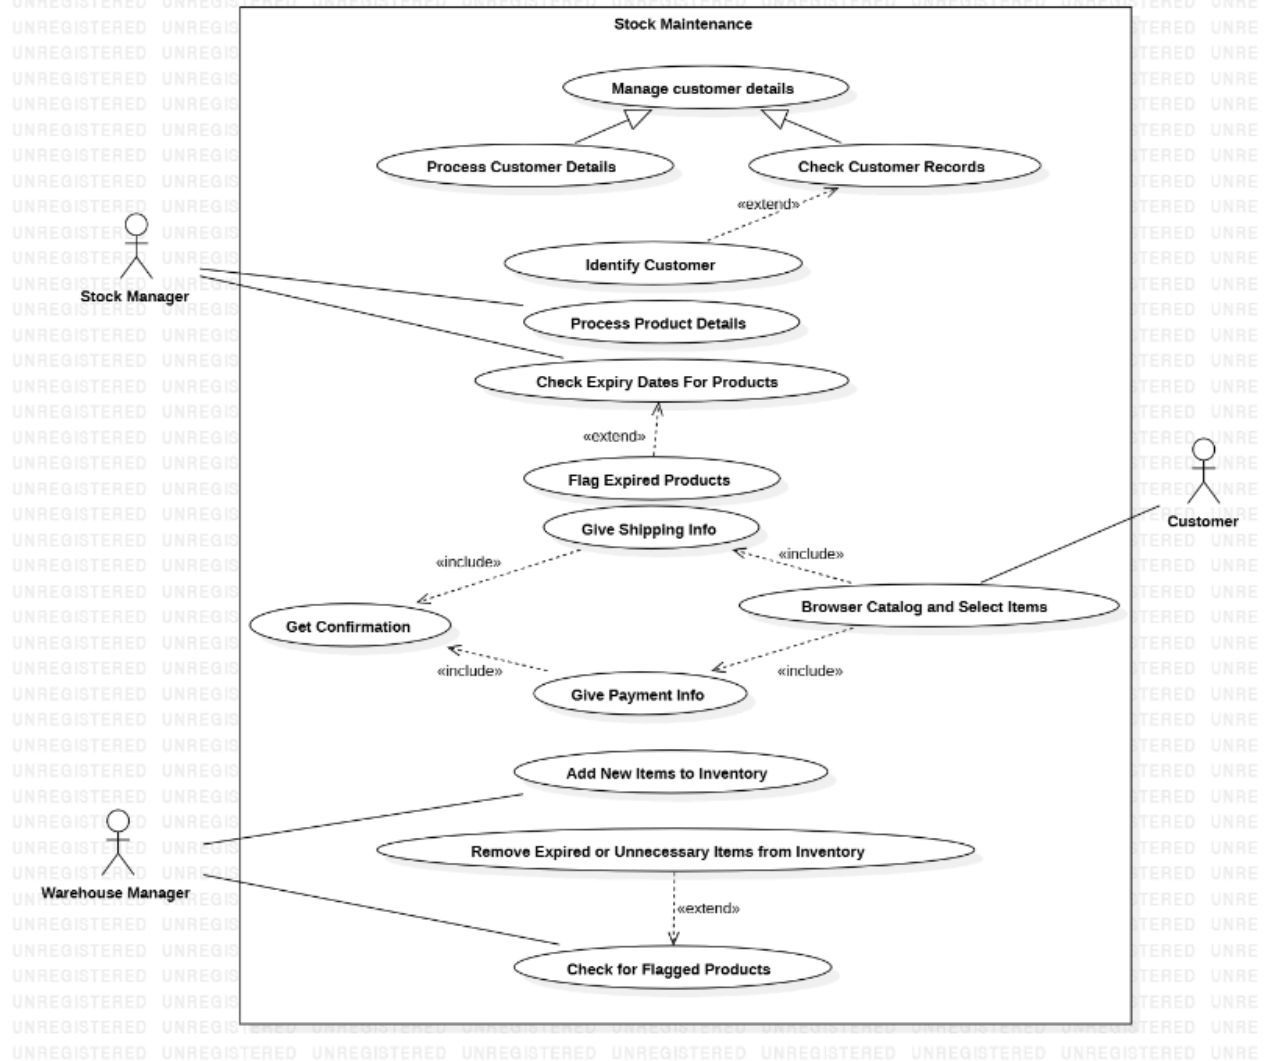 Stock Maintenance
Manage customer details
Process Customer Details
Check Customer Records
«extend»
Identify Customer
Stock Manager
Process Product Details
Check Expiry Dates For Products
«extend»
Flag Expired Products
Customer
Give Shipping Info
«include»
«include»
Browser Catalog and Select Items
Get Confirmation
«include»
«include»
Give Payment Info
Add New Items to Inventory
Remove Expired or Unnecessary Items from Inventory
Warehouse Manager
«extend»
Check for Flagged Products
UNREGISTERED